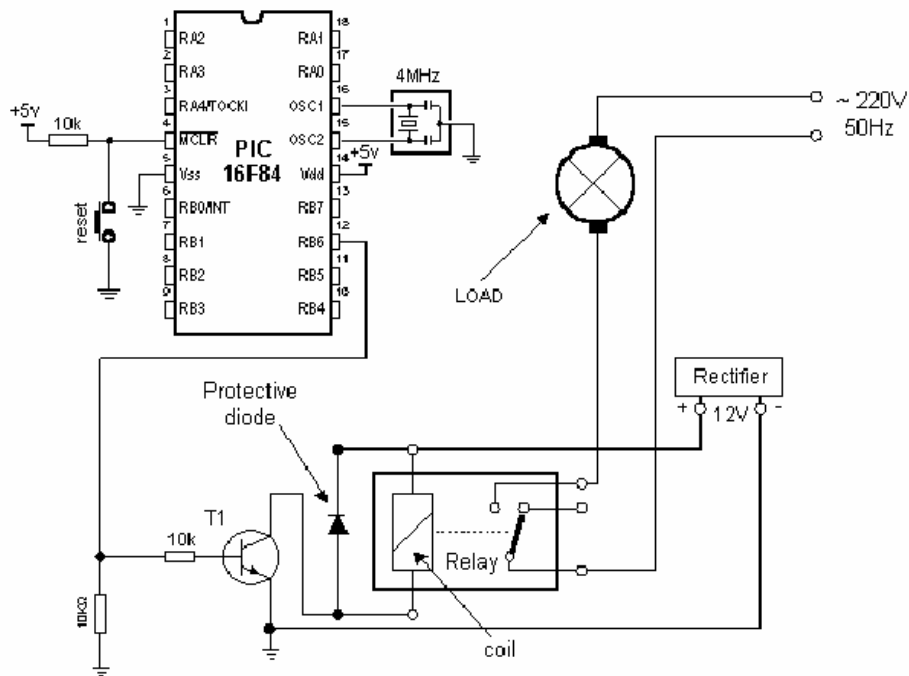 1 RA2
2 RA3
3 RA4/TOCKI
4 MCLR
5 Vss
6 RB0/INT
7 RB1
8 RB2
9 RB3
PIC
16F84
18 RA1
17 RA0
16 OSC1
15 OSC2
14 Vdd
13 RB7
12 RB6
11 RB5
10 RB4
+5v
10k
reset
4MHz
+5v
~ 220V
50Hz
LOAD
Rectifier
+ 12V -
Protective
diode
T1
10k
10KΩ
Relay
coil